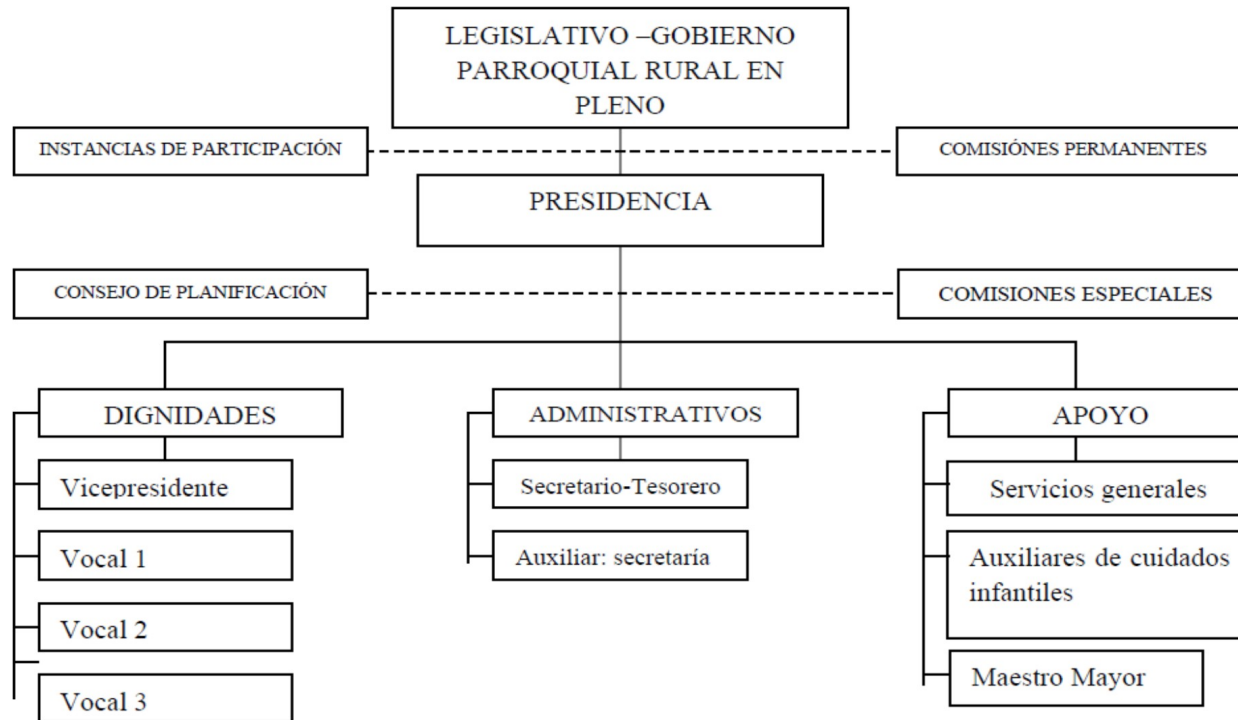 LEGISLATIVO –GOBIERNO
PARROQUIAL RURAL EN
PLENO
INSTANCIAS DE PARTICIPACIÓN
COMISIÓNES PERMANENTES
PRESIDENCIA
CONSEJO DE PLANIFICACIÓN
COMISIONES ESPECIALES
DIGNIDADES
ADMINISTRATIVOS
APOYO
Vicepresidente
Secretario-Tesorero
Servicios generales
Vocal 1
Auxiliar: secretaría
Auxiliares de cuidados
infantiles
Vocal 2
Maestro Mayor
Vocal 3